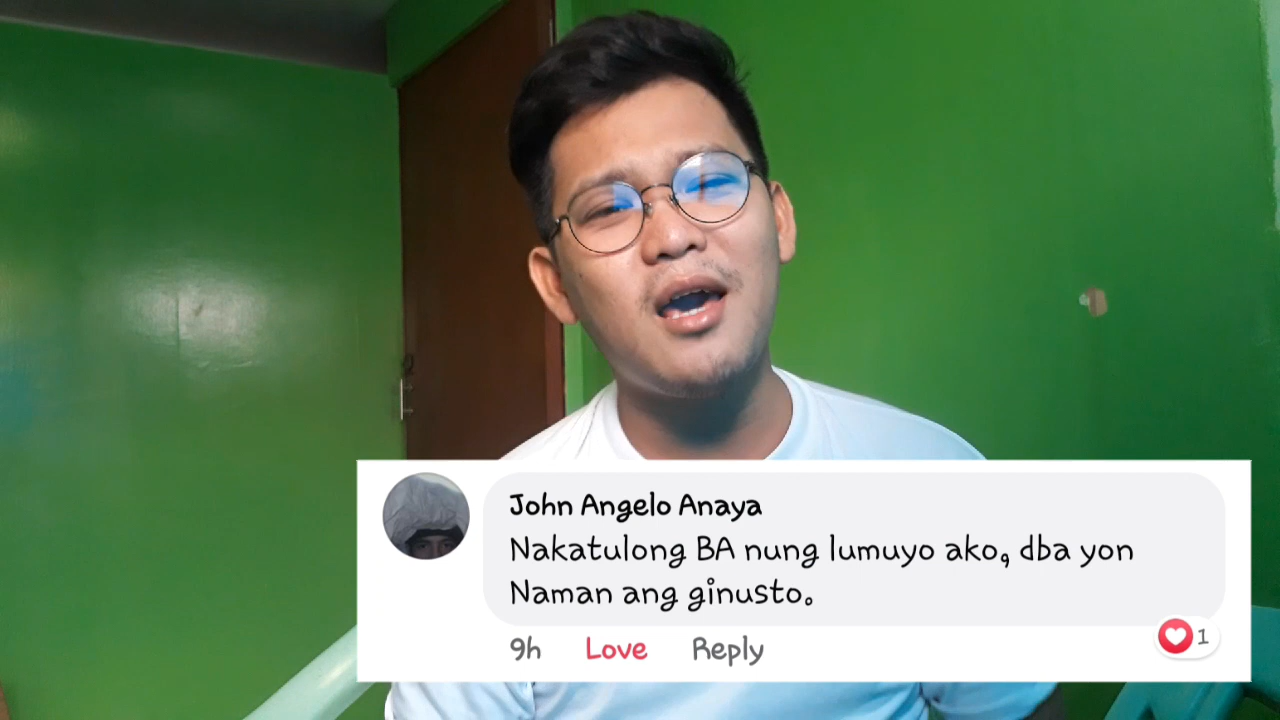 John Angelo Anaya
Nakatulong BA nung lumuyo ako, dba yon
Naman ang ginusto.
9h Love Reply
1